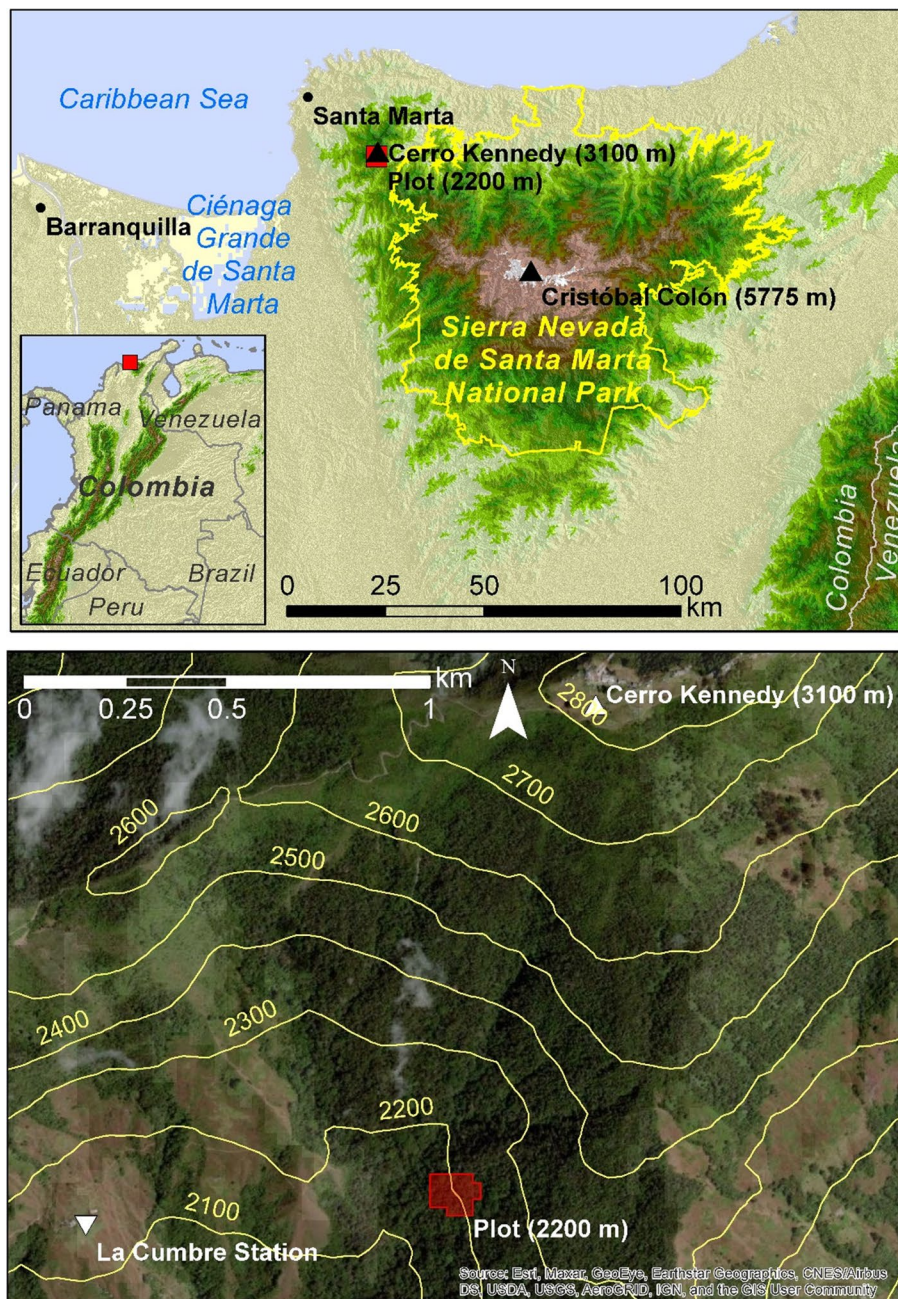 Caribbean Sea
Santa Marta
Cerro Kennedy (3100 m)
Plot (2200 m)
Barranquilla
Ciénaga
Grande
de Santa
Marta
Cristóbal Colón (5775 m)
Sierra Nevada
de Santa Marta
National Park
Panama
Venezuela
Colombia
Ecuador
Brazil
Peru
Colombia
Venezuela
0 25 50 100
km
km
0 0.25 0.5 1
N
2800
Cerro Kennedy (3100 m)
2700
2600
2600
2500
2400
2300
2200
2100
Plot (2200 m)
La Cumbre Station
Source: Esri, Maxar, GeoEye, Earthstar Geographics, CNES/Airbus
DS, USDA, USGS, AeroGRID, IGN, and the GIS User Community